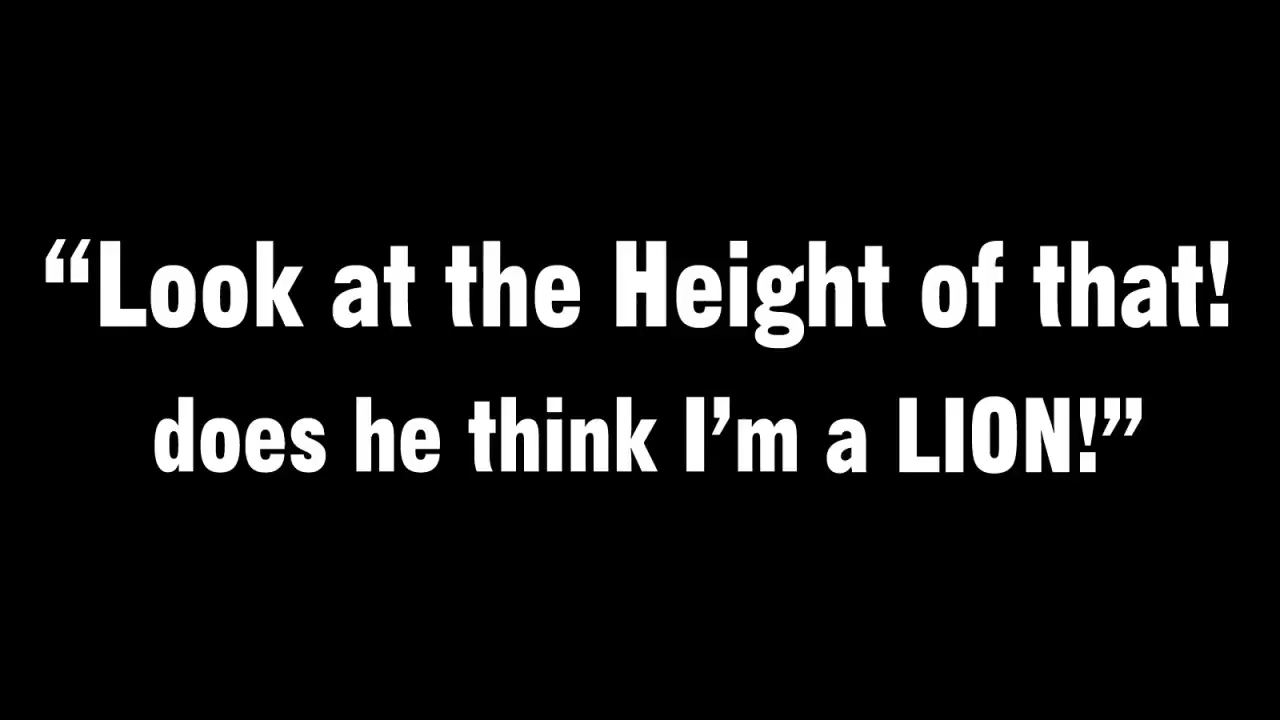 “Look at the Height of that!
does he think I’m a LION!”